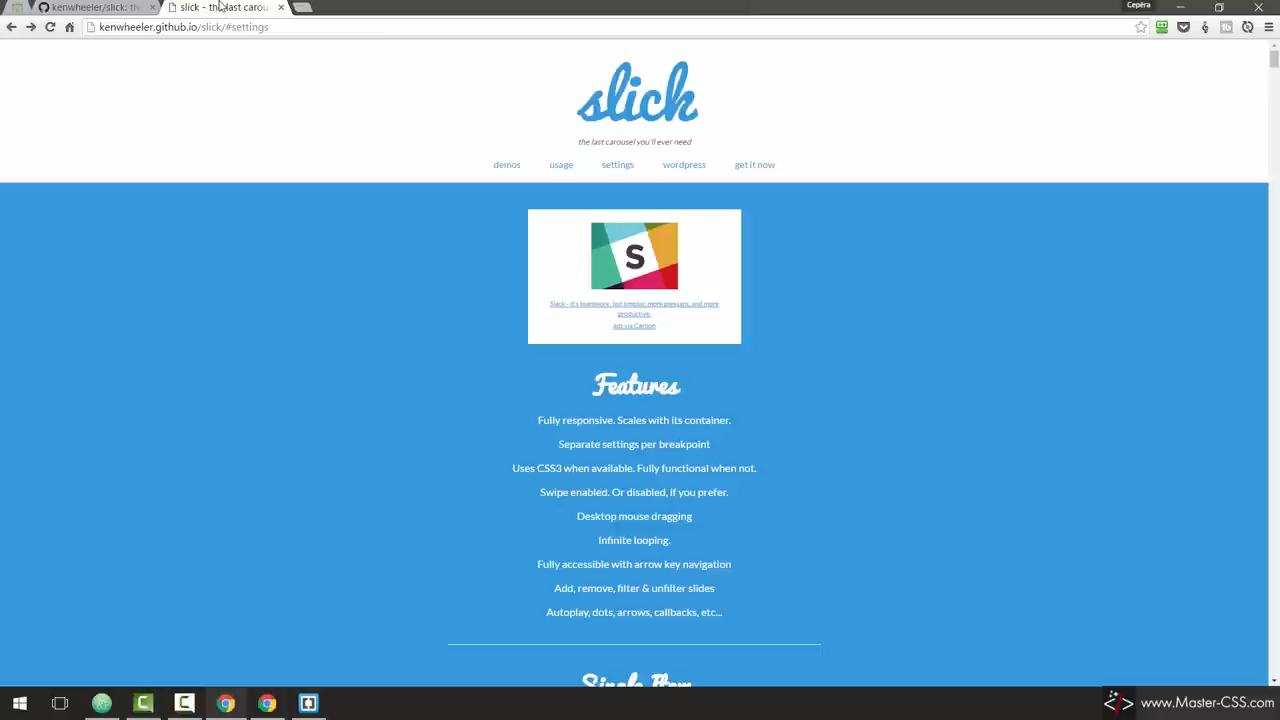 kenwheeler/slick: the
slick - the last carou
Серёга
kenwheeler.github.io/slick/#settings
slick
the last carousel you'll ever need
demos usage settings wordpress get it now
S
Slack - it's teamwork, but simpler, more pleasant, and more
productive.
ads via Carbon
Features
Fully responsive. Scales with its container.
Separate settings per breakpoint
Uses CSS3 when available. Fully functional when not.
Swipe enabled. Or disabled, if you prefer.
Desktop mouse dragging
Infinite looping.
Fully accessible with arrow key navigation
Add, remove, filter & unfilter slides
Autoplay, dots, arrows, callbacks, etc...
Single Item
www.Master-CSS.com